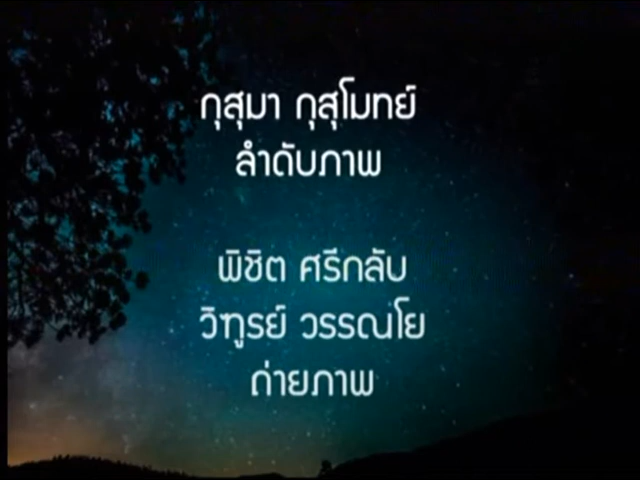 กุสุมา กุสุโมทย์
ลำดับภาพ
พิชิต ศรีกลับ
วิฑูรย์ วรรณโย
ถ่ายภาพ